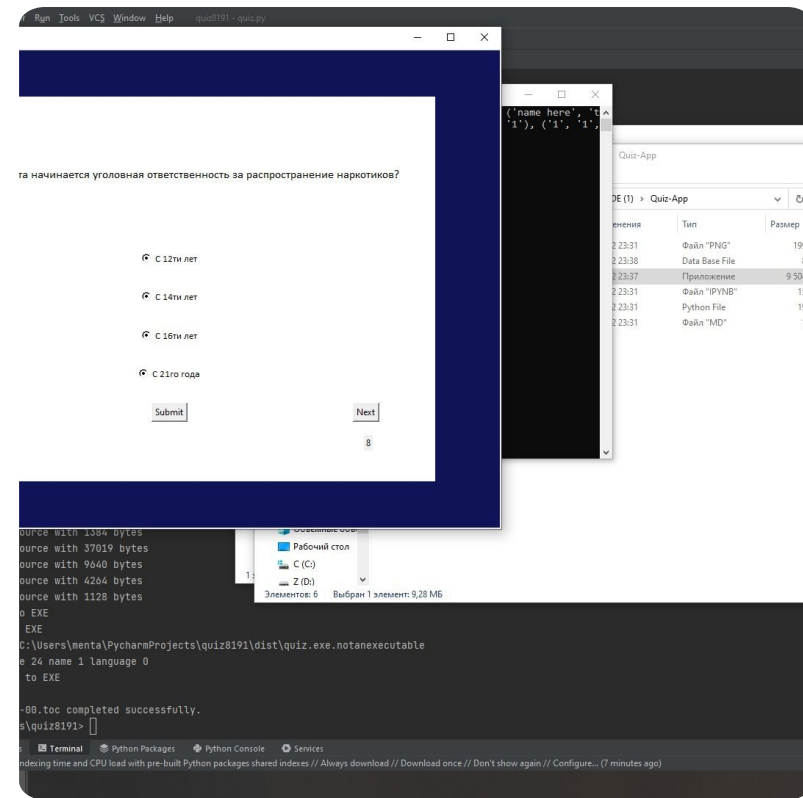 Run Tools VCS Window Help quiz8191 - quiz.py
('name here', 't
'1'), ('1', '1',
та начинается уголовная ответственность за распространение наркотиков?
С 12ти лет
С 14ти лет
С 16ти лет
С 21го года
Submit
Next
8
Quiz-App
DE (1) › Quiz-App
енения Тип Размер
2 23:31 Файл "PNG" 19
2 23:38 Data Base File
2 23:37 Приложение 9 50
2 23:31 Файл "IPYNB" 1
2 23:31 Python File 1
2 23:31 Файл "MD"
Рабочий стол
C (C:)
Z (D:)
Элементов: 6 Выбран 1 элемент: 9,28 МБ
ource with 1384 bytes
ource with 37019 bytes
ource with 9640 bytes
ource with 4264 bytes
ource with 1128 bytes
o EXE
EXE
C:\Users\menta\PycharmProjects\quiz8191\dist\quiz.exe.notanexecutable
e 24 name 1 language 0
to EXE
-00.toc completed successfully.
s\quiz8191>
Terminal Python Packages Python Console Services
ndexing time and CPU load with pre-built Python packages shared indexes // Always download // Download once // Don't show again // Configure... (7 minutes ago)